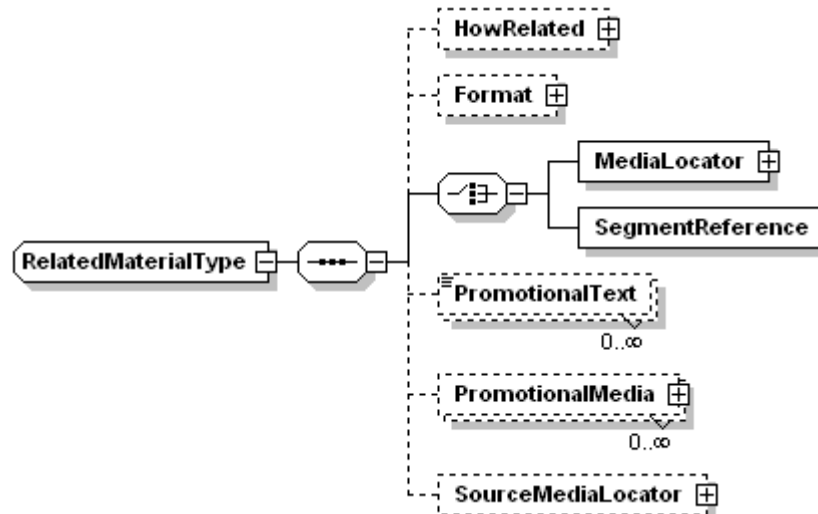 HowRelated
Format
MediaLocator
SegmentReference
RelatedMaterialType
PromotionalText
0..∞
PromotionalMedia
0..∞
SourceMediaLocator